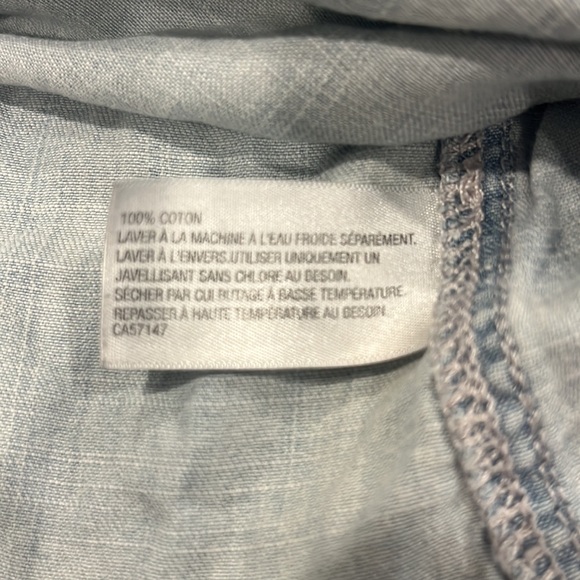 100% COTON
LAVER À LA MACHINE À L'EAU FROIDE SÉPARÉMENT.
LAVER À L'ENVERS.UTILISER UNIQUEMENT UN
JAVELLISANT SANS CHLORE AU BESOIN.
SÉCHER PAR CULBUTAGE À BASSE TEMPÉRATURE.
REPASSER À HAUTE TEMPÉRATURE AU BESOIN.
CA57147